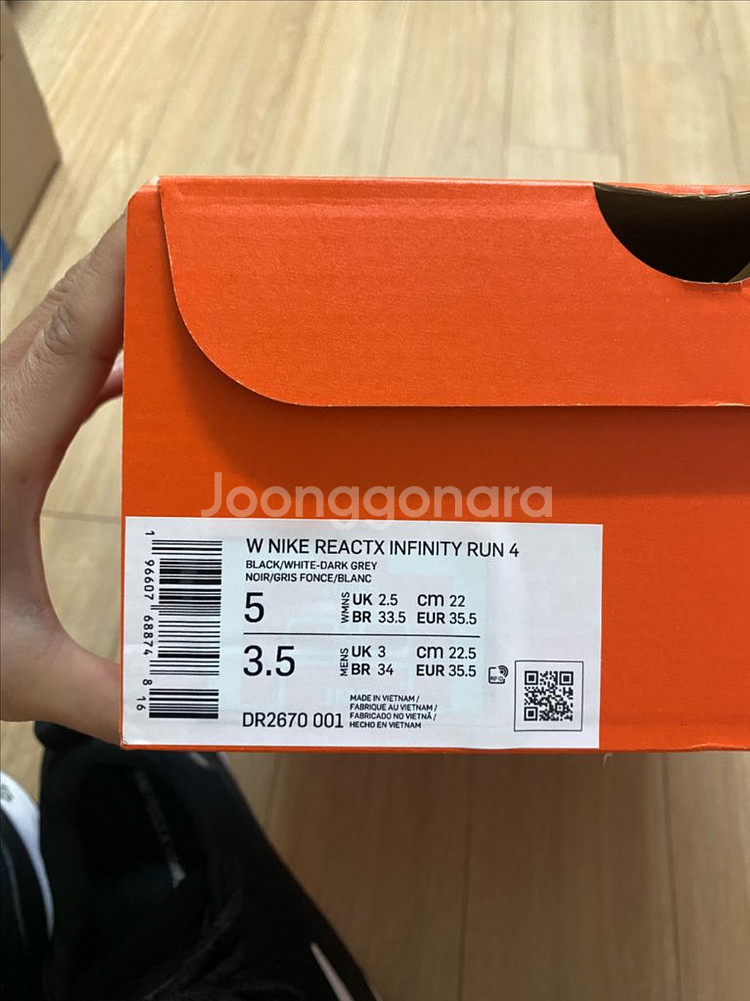 Joonggonara
W NIKE REACTX INFINITY RUN 4
BLACK/WHITE-DARK GREY
NOIR/GRIS FONCE/BLANC
5 WMNS UK 2.5 cm 22
BR 33.5 EUR 35.5
3.5 MENS UK 3 cm 22.5
BR 34 EUR 35.5
RFID
MADE IN VIETNAM /
FABRIQUE AU VIETNAM /
FABRICADO NO VIETNÃ /
HECHO EN VIETNAM
DR2670 001
1 96607 68874 8 16